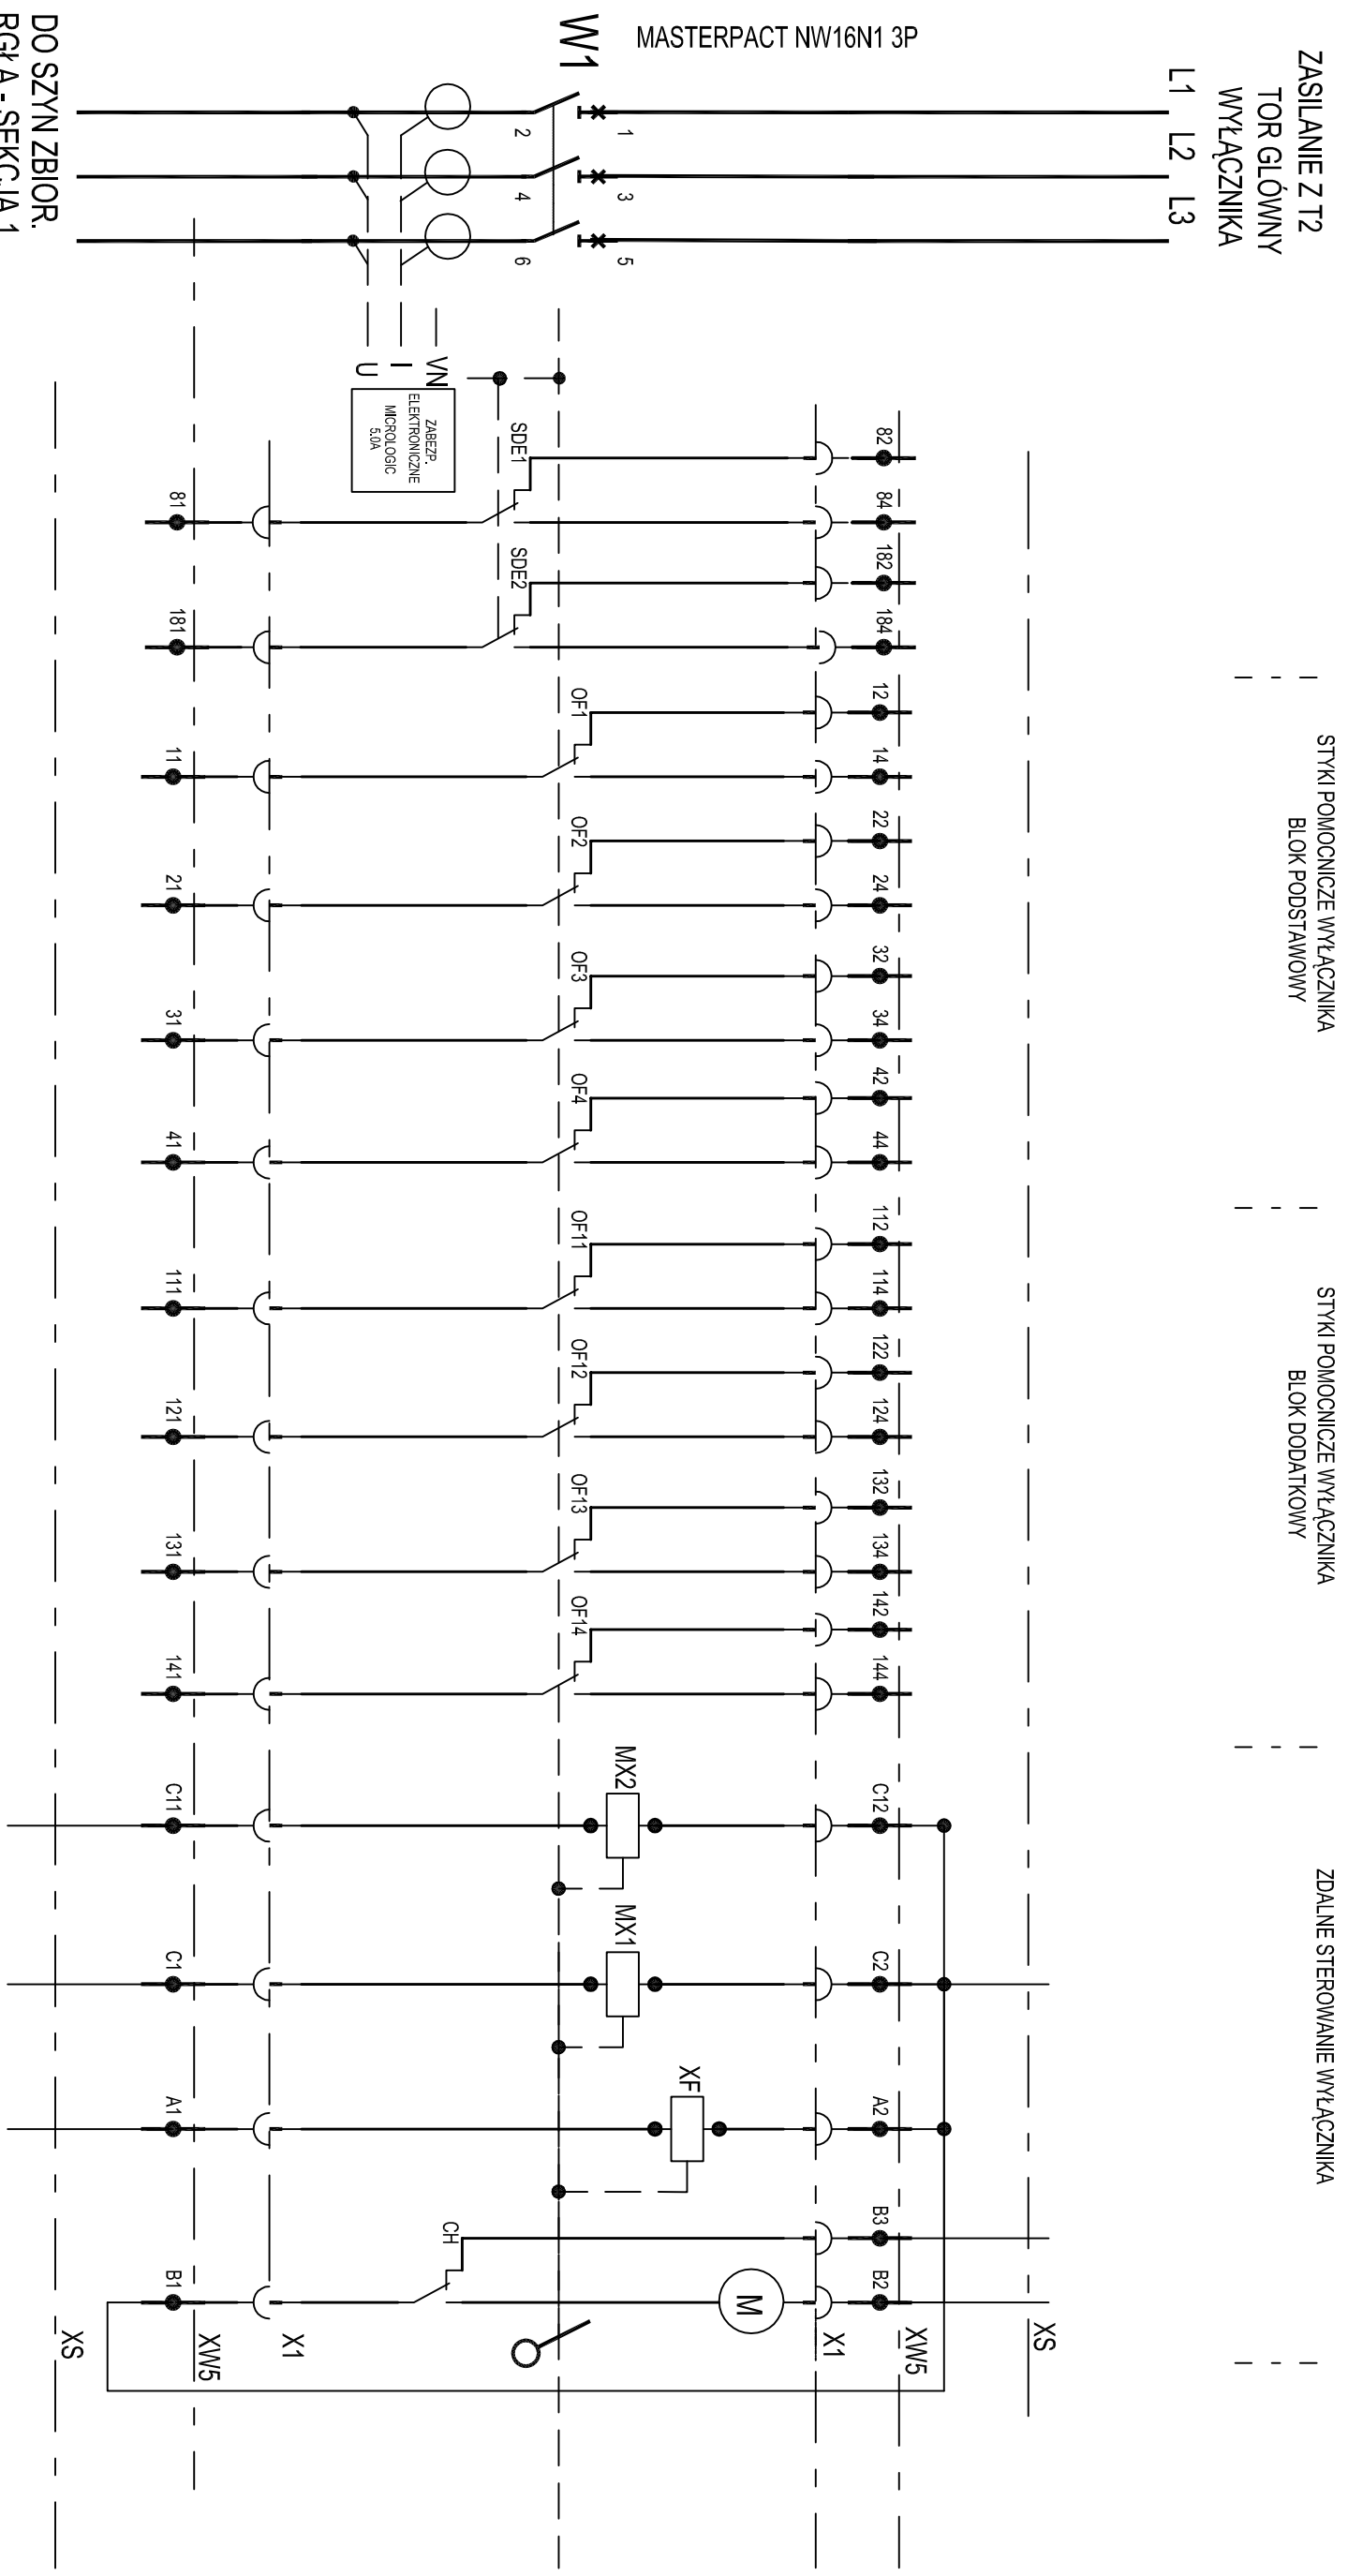 ZASILANIE Z T2
TOR GLÓWNY
WYŁĄCZNIKA
L1 L2 L3
STYKI POMOCNICZE WYŁĄCZNIKA
BLOK PODSTAWOWY
STYKI POMOCNICZE WYŁĄCZNIKA
BLOK DODATKOWY
ZDALNE STEROWANIE WYŁĄCZNIKA
XS
82 84 182 184 12 14 22 24 32 34 42 44 112 114 122 124 132 134 142 144 C12 C2 A2 B3 B2
XW5
X1
MASTERPACT NW16N1 3P
W1
1 3 5
2 4 6
MX2 MX1 XF M
OF1 OF2 OF3 OF4 OF11 OF12 OF13 OF14
SDE1 SDE2
CH
VN
I
U
ZABEZP.
ELEKTRONICZNE
MICROLOGIC
5.0A
X1
81 181 11 21 31 41 111 121 131 141 C11 C1 A1 B1
XW5
XS
DO SZYN ZBIOR.
RGŁA - SEKCJA 1